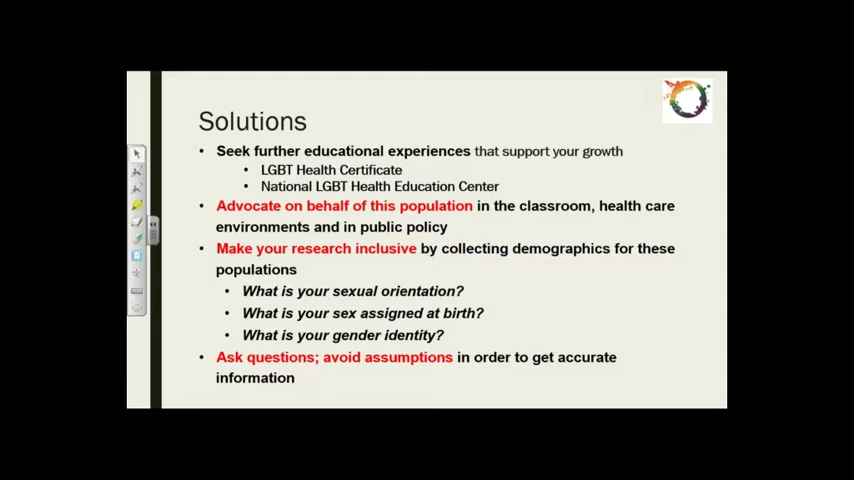 Solutions
• Seek further educational experiences that support your growth
• LGBT Health Certificate
• National LGBT Health Education Center
• Advocate on behalf of this population in the classroom, health care
environments and in public policy
• Make your research inclusive by collecting demographics for these
populations
• What is your sexual orientation?
• What is your sex assigned at birth?
• What is your gender identity?
• Ask questions; avoid assumptions in order to get accurate
information